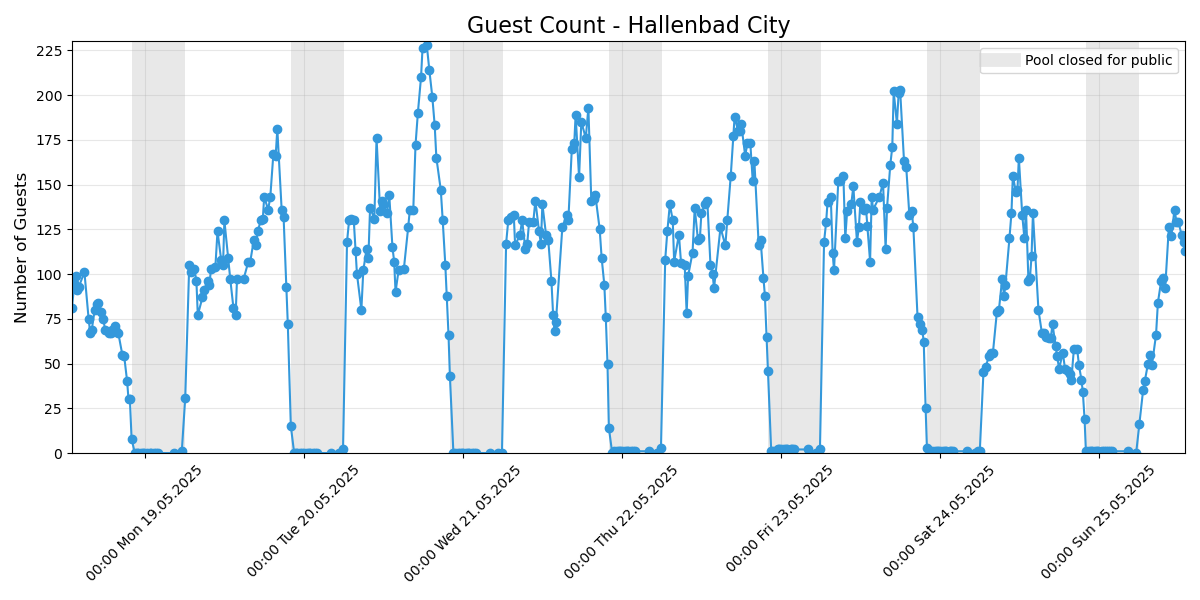 Guest Count - Hallenbad City
Pool closed for public
Number of Guests
225
200
175
150
125
100
75
50
25
0
00:00 Mon 19.05.2025
00:00 Tue 20.05.2025
00:00 Wed 21.05.2025
00:00 Thu 22.05.2025
00:00 Fri 23.05.2025
00:00 Sat 24.05.2025
00:00 Sun 25.05.2025